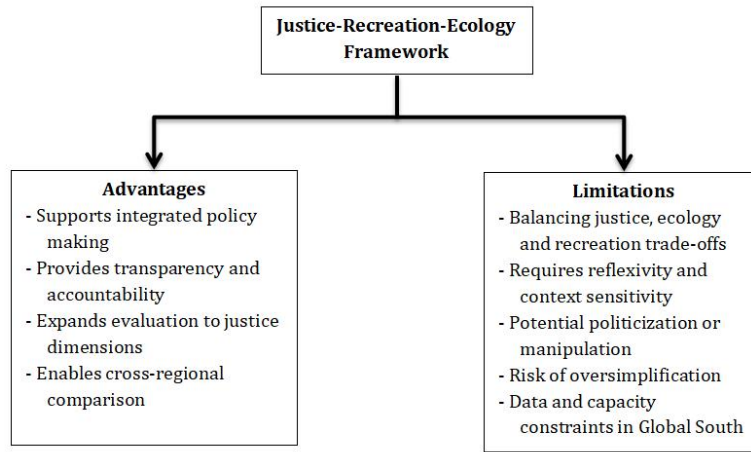 Justice-Recreation-Ecology
Framework
Advantages
- Supports integrated policy
making
- Provides transparency and
accountability
- Expands evaluation to justice
dimensions
- Enables cross-regional
comparison
Limitations
- Balancing justice, ecology
and recreation trade-offs
- Requires reflexivity and
context sensitivity
- Potential politicization or
manipulation
- Risk of oversimplification
- Data and capacity
constraints in Global South